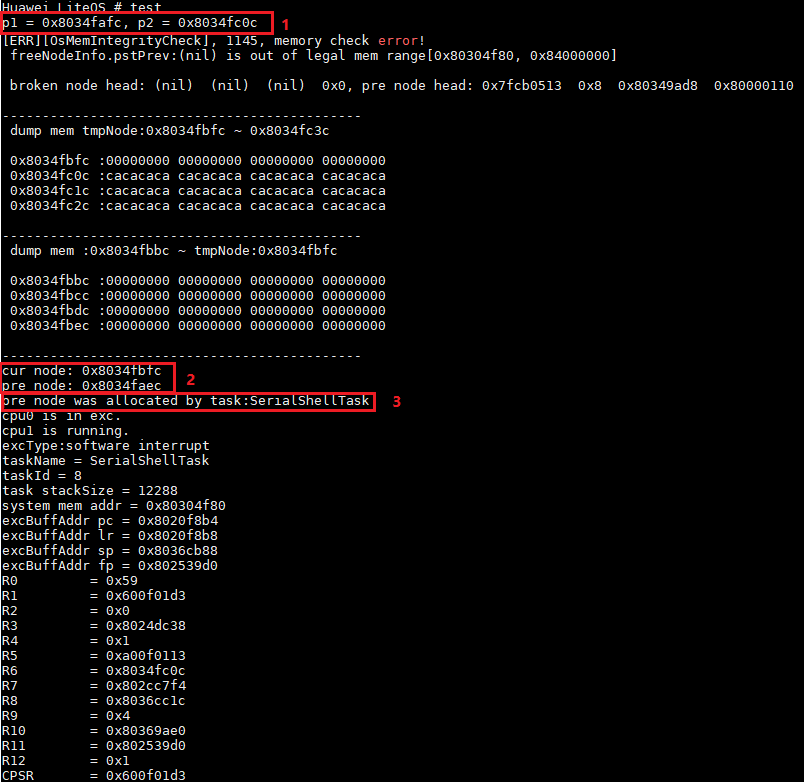 Huawei LiteOS # test
p1 = 0x8034fafc, p2 = 0x8034fc0c 1
[ERR][OsMemIntegrityCheck], 1145, memory check error!
freeNodeInfo.pstPrev:(nil) is out of legal mem range[0x80304f80, 0x84000000]
broken node head: (nil) (nil) (nil) 0x0, pre node head: 0x7fcb0513 0x8 0x80349ad8 0x80000110
---------------------------------------------
dump mem tmpNode:0x8034fbfc ~ 0x8034fc3c
0x8034fbfc :00000000 00000000 00000000 00000000
0x8034fc0c :cacacaca cacacaca cacacaca cacacaca
0x8034fc1c :cacacaca cacacaca cacacaca cacacaca
0x8034fc2c :cacacaca cacacaca cacacaca cacacaca
---------------------------------------------
dump mem :0x8034fbbc ~ tmpNode:0x8034fbfc
0x8034fbbc :00000000 00000000 00000000 00000000
0x8034fbcc :00000000 00000000 00000000 00000000
0x8034fbdc :00000000 00000000 00000000 00000000
0x8034fbec :00000000 00000000 00000000 00000000
---------------------------------------------
cur node: 0x8034fbfc
pre node: 0x8034faec 2
pre node was allocated by task:SerialShellTask 3
cpu0 is in exc.
cpu1 is running.
excType:software interrupt
taskName = SerialShellTask
taskId = 8
task stackSize = 12288
system mem addr = 0x80304f80
excBuffAddr pc = 0x8020f8b4
excBuffAddr lr = 0x8020f8b8
excBuffAddr sp = 0x8036cb88
excBuffAddr fp = 0x802539d0
R0 = 0x59
R1 = 0x600f01d3
R2 = 0x0
R3 = 0x8024dc38
R4 = 0x1
R5 = 0xa00f0113
R6 = 0x8034fc0c
R7 = 0x802cc7f4
R8 = 0x8036cc1c
R9 = 0x4
R10 = 0x80369ae0
R11 = 0x802539d0
R12 = 0x1
CPSR = 0x600f01d3